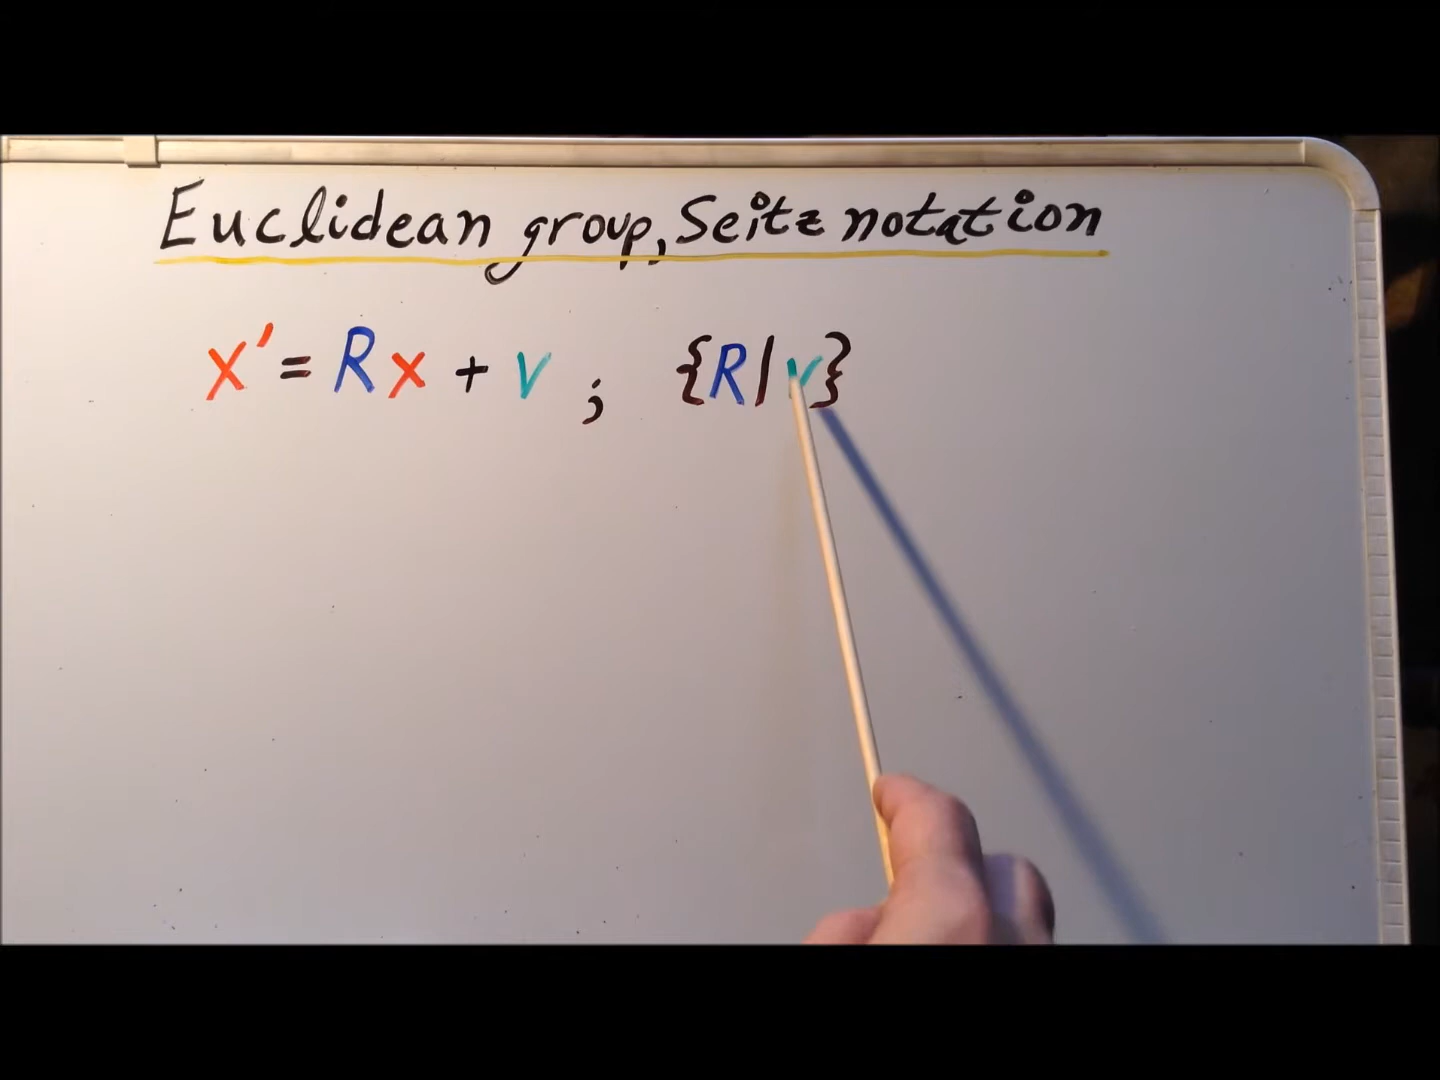 Euclidean group, Seitz notation
x' = Rx + v ; {R|v}